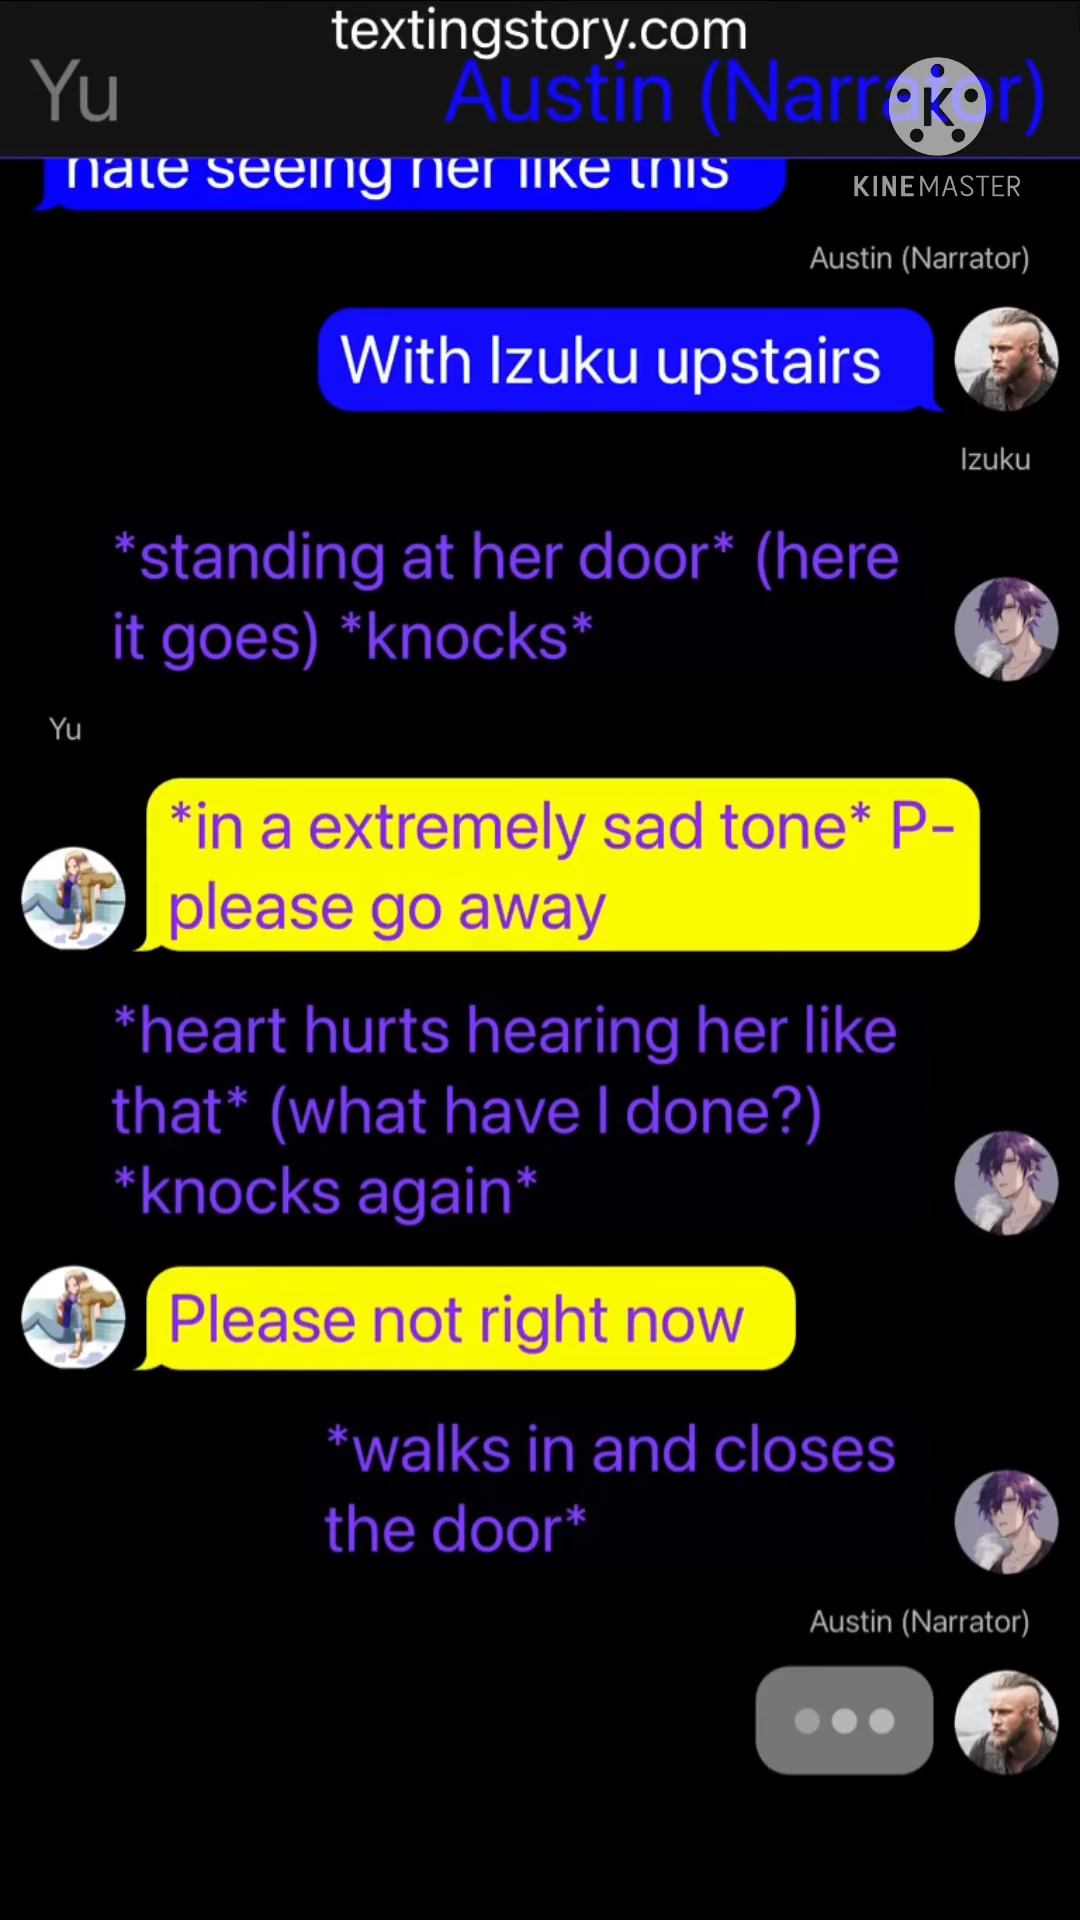 textingstory.com
Yu
Austin (Narrator)
K
KINEMASTER
hate seeing her like this
Austin (Narrator)
With Izuku upstairs
Izuku
*standing at her door* (here
it goes) *knocks*
Yu
*in a extremely sad tone* P-
please go away
*heart hurts hearing her like
that* (what have I done?)
*knocks again*
Please not right now
*walks in and closes
the door*
Austin (Narrator)